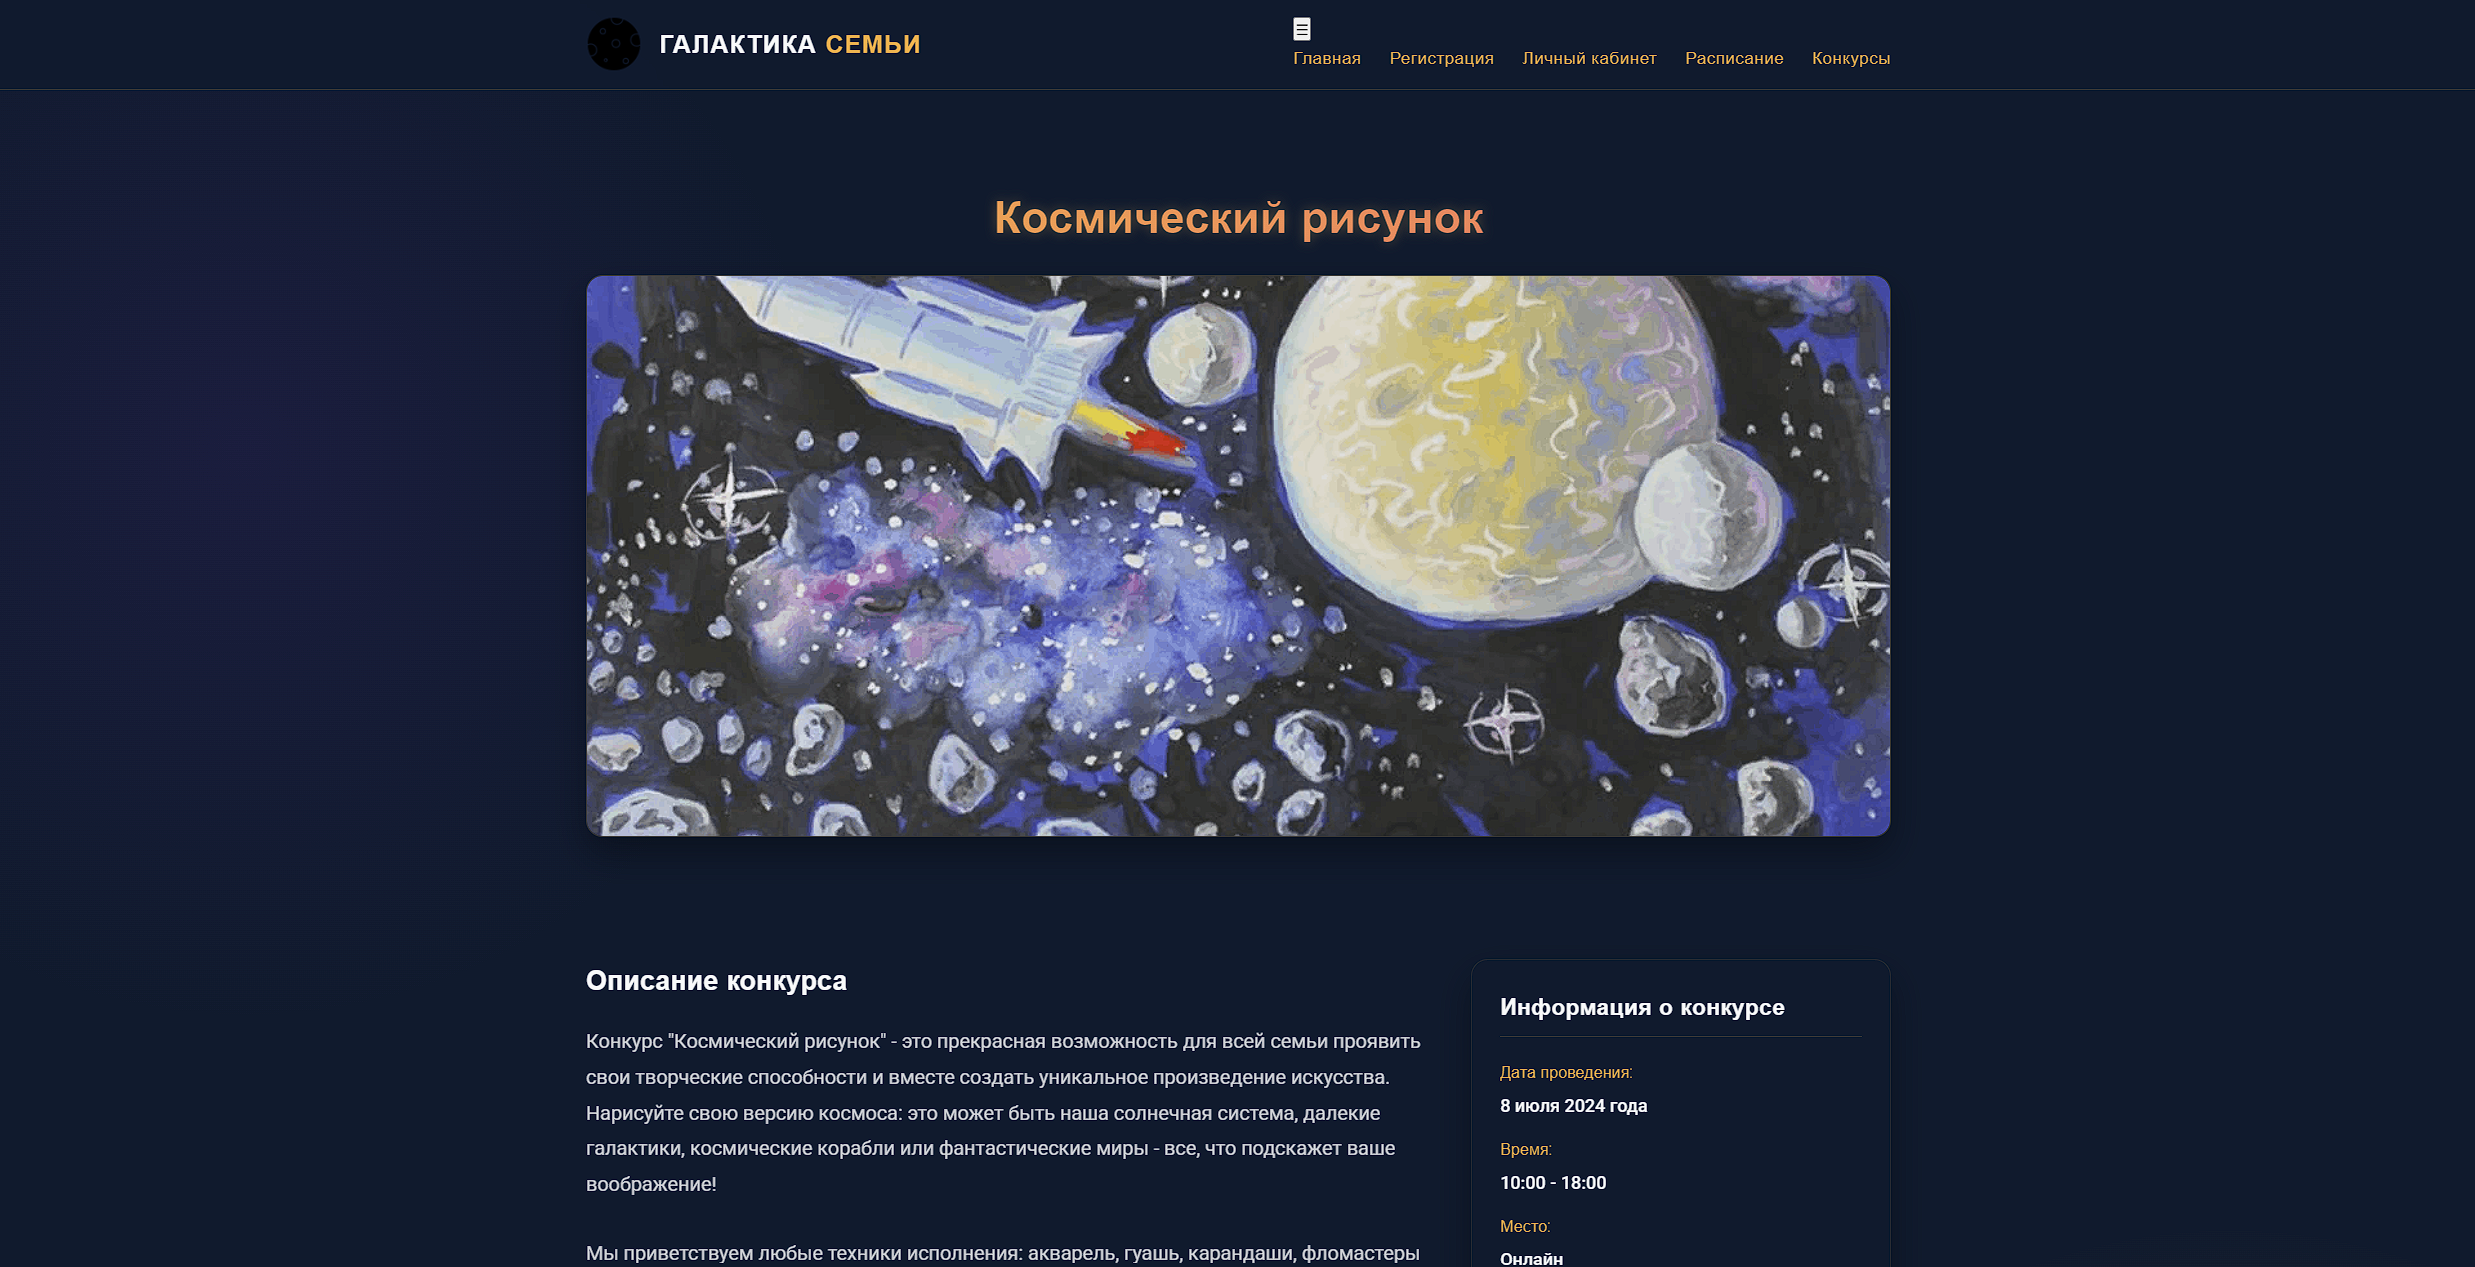 ГАЛАКТИКА СЕМЬИ
☰
Главная Регистрация Личный кабинет Расписание Конкурсы
Космический рисунок
Описание конкурса
Конкурс "Космический рисунок" - это прекрасная возможность для всей семьи проявить
свои творческие способности и вместе создать уникальное произведение искусства.
Нарисуйте свою версию космоса: это может быть наша солнечная система, далекие
галактики, космические корабли или фантастические миры - все, что подскажет ваше
воображение!
Мы приветствуем любые техники исполнения: акварель, гуашь, карандаши, фломастеры
Информация о конкурсе
Дата проведения:
8 июля 2024 года
Время:
10:00 - 18:00
Место:
Онлайн